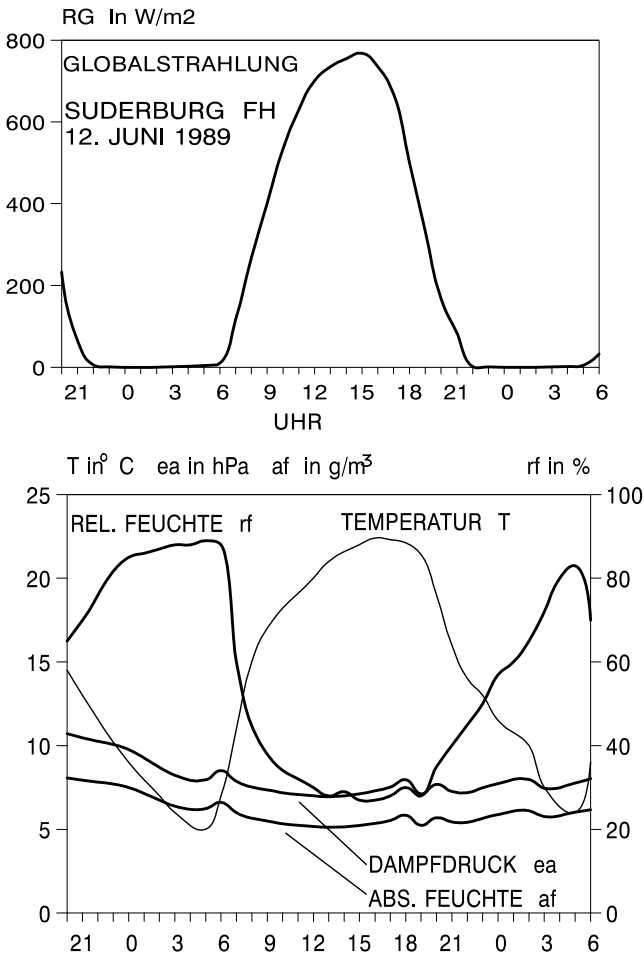 RG In W/m2
800
600
400
200
0
GLOBALSTRAHLUNG
SUDERBURG FH
12. JUNI 1989
21 0 3 6 9 12 15 18 21 0 3 6
UHR
T in° C ea in hPa af in g/m³ rf in %
25 100
REL. FEUCHTE rf TEMPERATUR T
20 80
15 60
10 40
5 20
DAMPFDRUCK ea
ABS. FEUCHTE af
0 0
21 0 3 6 9 12 15 18 21 0 3 6